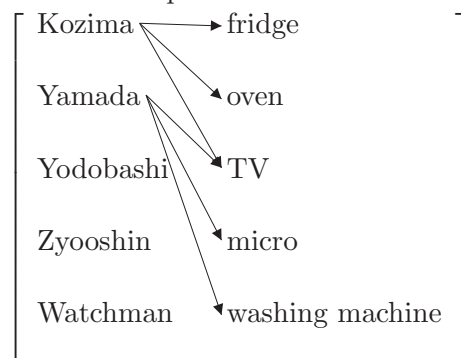 Kozima fridge
Yamada oven
Yodobashi TV
Zyooshin micro
Watchman washing machine